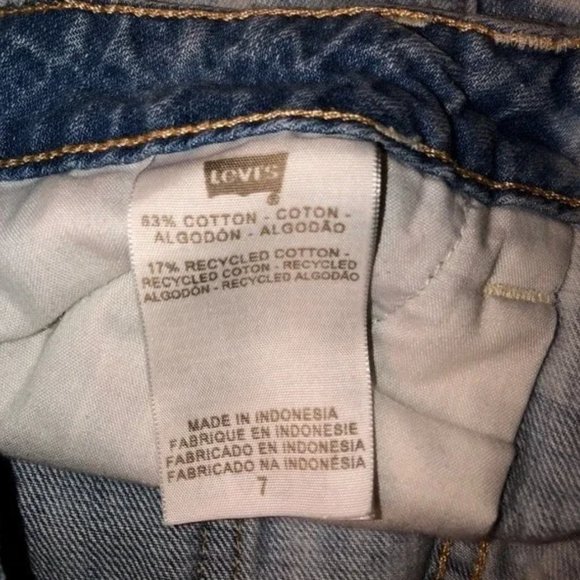 Levi's
®
83% COTTON - COTON -
ALGODÓN - ALGODÃO
17% RECYCLED COTTON -
RECYCLED COTON - RECYCLED
ALGODÓN - RECYCLED ALGODÃO
MADE IN INDONESIA
FABRIQUE EN INDONESIE
FABRICADO EN INDONESIA
FABRICADO NA INDONÉSIA
7